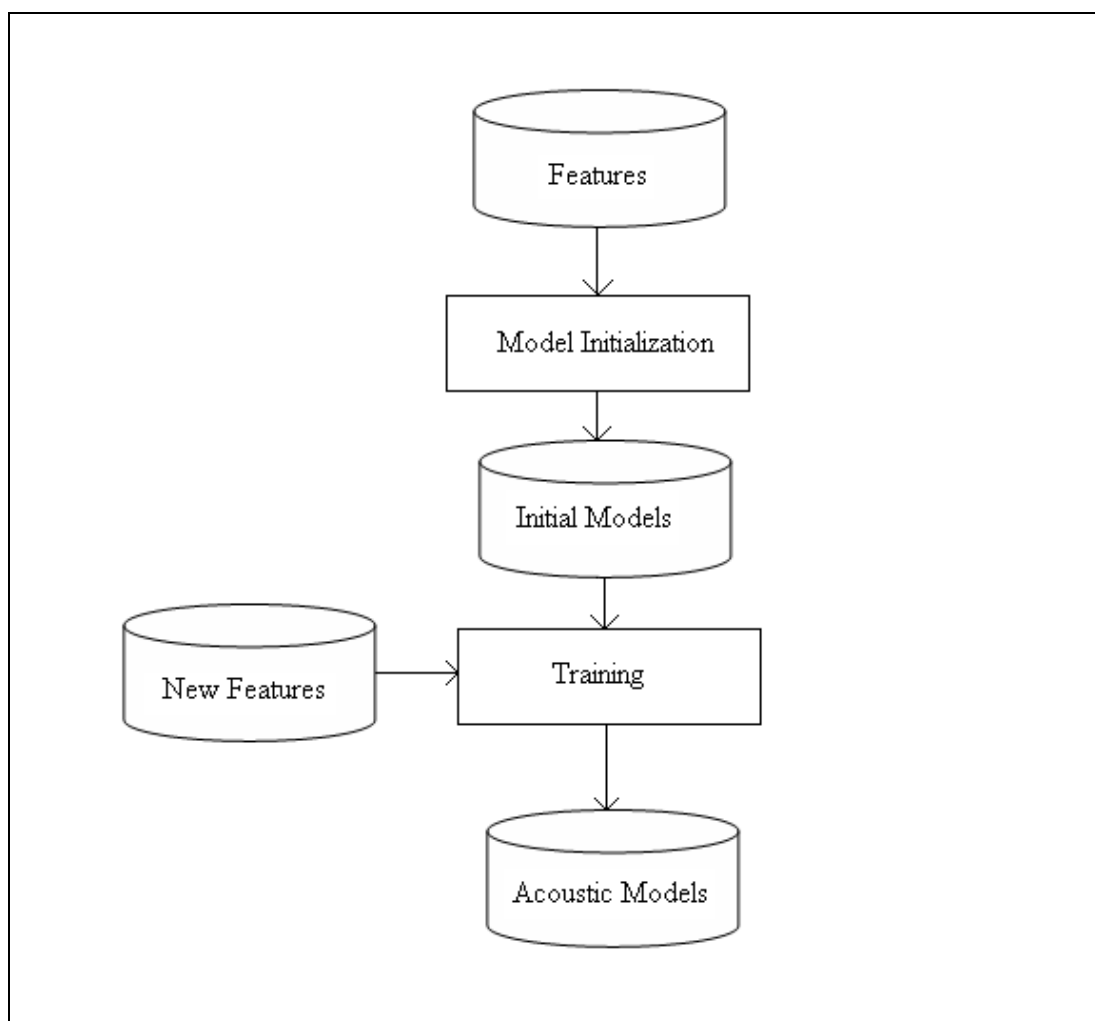 Features
Model Initialization
Initial Models
New Features
Training
Acoustic Models